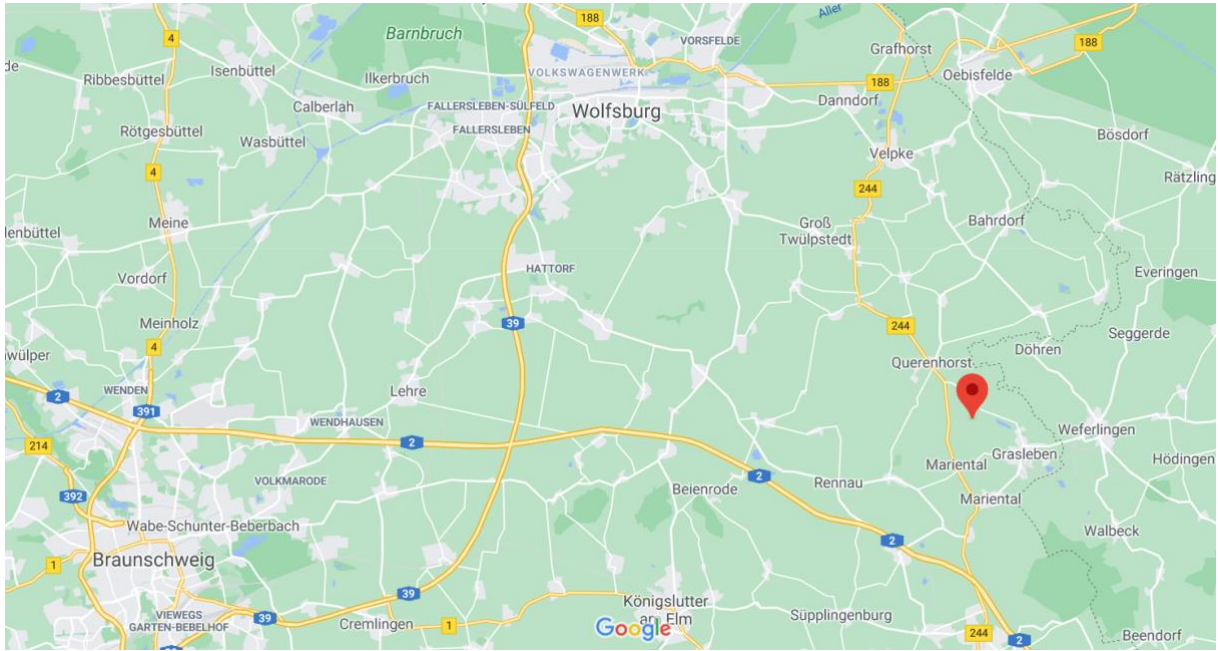 188
Aller
4
Barnbruch
VORSFELDE
Grafhorst
188
de
Isenbüttel
Ribbesbüttel
Ilkerbruch
VOLKSWAGENWERK
188
Oebisfelde
Calberlah
FALLERSLEBEN-SÜLFELD
Wolfsburg
Danndorf
Rötgesbüttel
Wasbüttel
FALLERSLEBEN
Bösdorf
Velpke
4
Rätzling
244
Meine
Groß
Twülpstedt
Bahrdorf
lenbüttel
HATTORF
Vordorf
Everingen
Meinholz
39
244
Seggerde
4
nwülper
Döhren
Querenhorst
WENDEN
Lehre
2
391
WENDHAUSEN
2
Weferlingen
214
Grasleben
Hödingen
Mariental
VOLKMARODE
2
Rennau
Beienrode
392
Mariental
Wabe-Schunter-Beberbach
Walbeck
2
Braunschweig
1
39
Königslutter
am Elm
VIEWEGS
GARTEN-BEBELHOF
39
Cremlingen
1
Google
Süpplingenburg
244
2
Beendorf